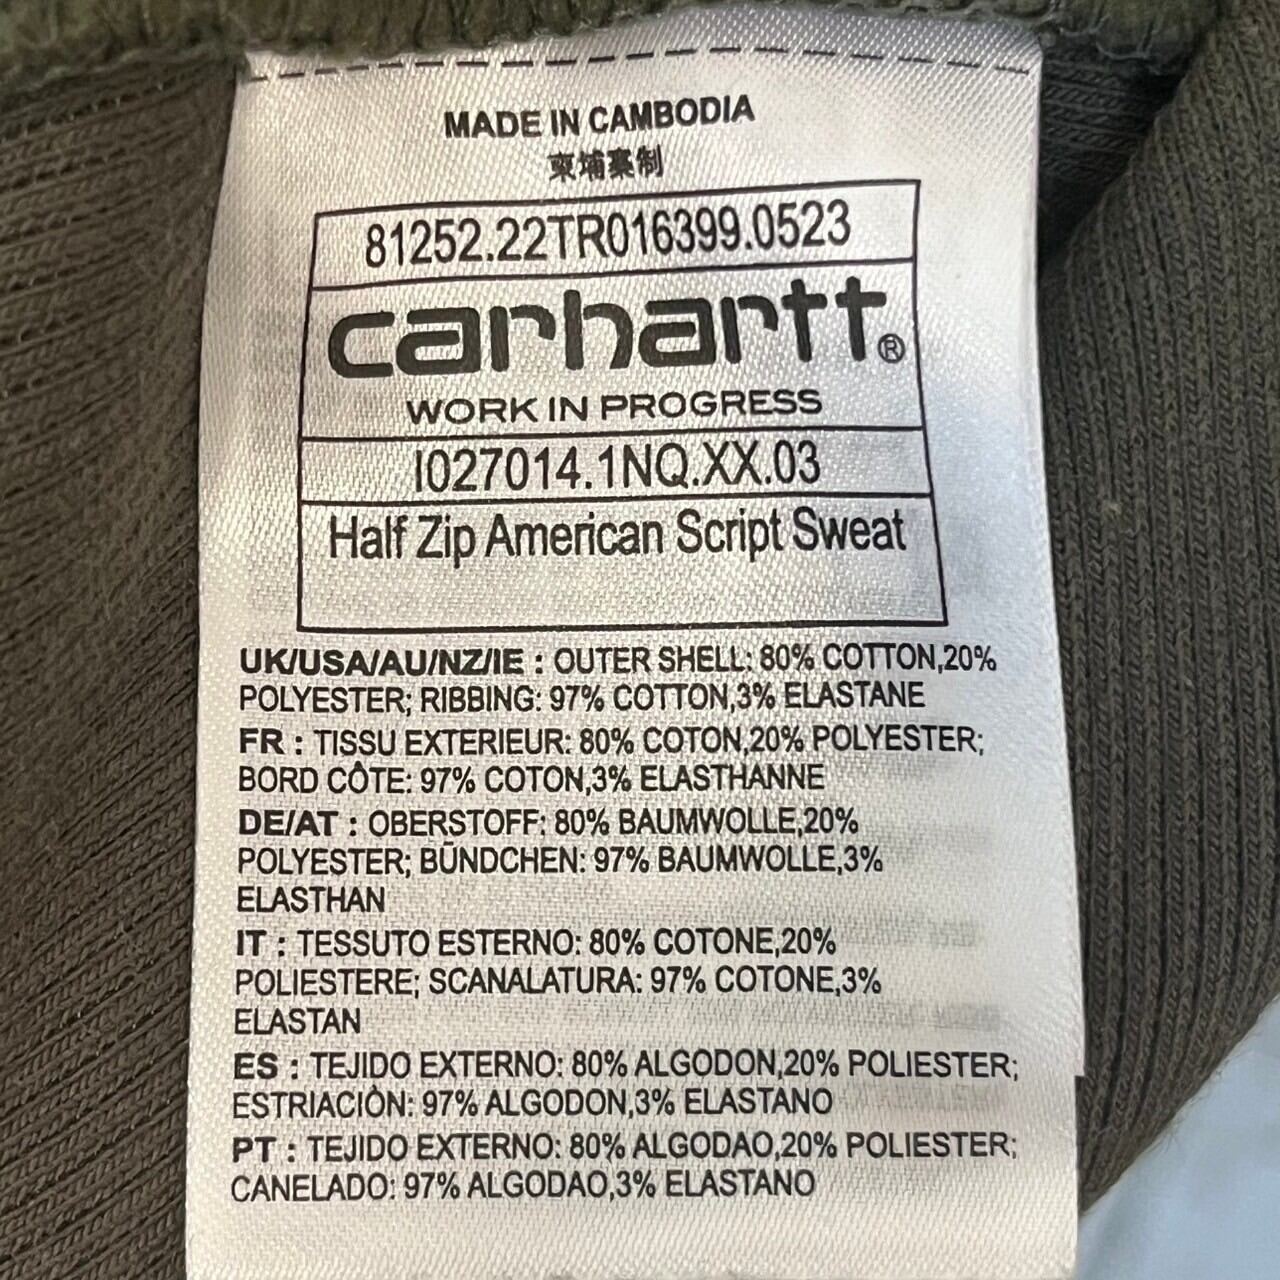 MADE IN CAMBODIA
柬埔寨制
81252.22TR016399.0523
carhartt®
WORK IN PROGRESS
I027014.1NQ.XX.03
Half Zip American Script Sweat
UK/USA/AU/NZ/IE : OUTER SHELL: 80% COTTON,20%
POLYESTER; RIBBING: 97% COTTON,3% ELASTANE
FR : TISSU EXTERIEUR: 80% COTON,20% POLYESTER;
BORD CÔTE: 97% COTON,3% ELASTHANNE
DE/AT : OBERSTOFF: 80% BAUMWOLLE,20%
POLYESTER; BÜNDCHEN: 97% BAUMWOLLE,3%
ELASTHAN
IT : TESSUTO ESTERNO: 80% COTONE,20%
POLIESTERE; SCANALATURA: 97% COTONE,3%
ELASTAN
ES : TEJIDO EXTERNO: 80% ALGODON,20% POLIESTER;
ESTRIACIÒN: 97% ALGODON,3% ELASTANO
PT : TEJIDO EXTERNO: 80% ALGODAO,20% POLIESTER;
CANELADO: 97% ALGODAO,3% ELASTANO